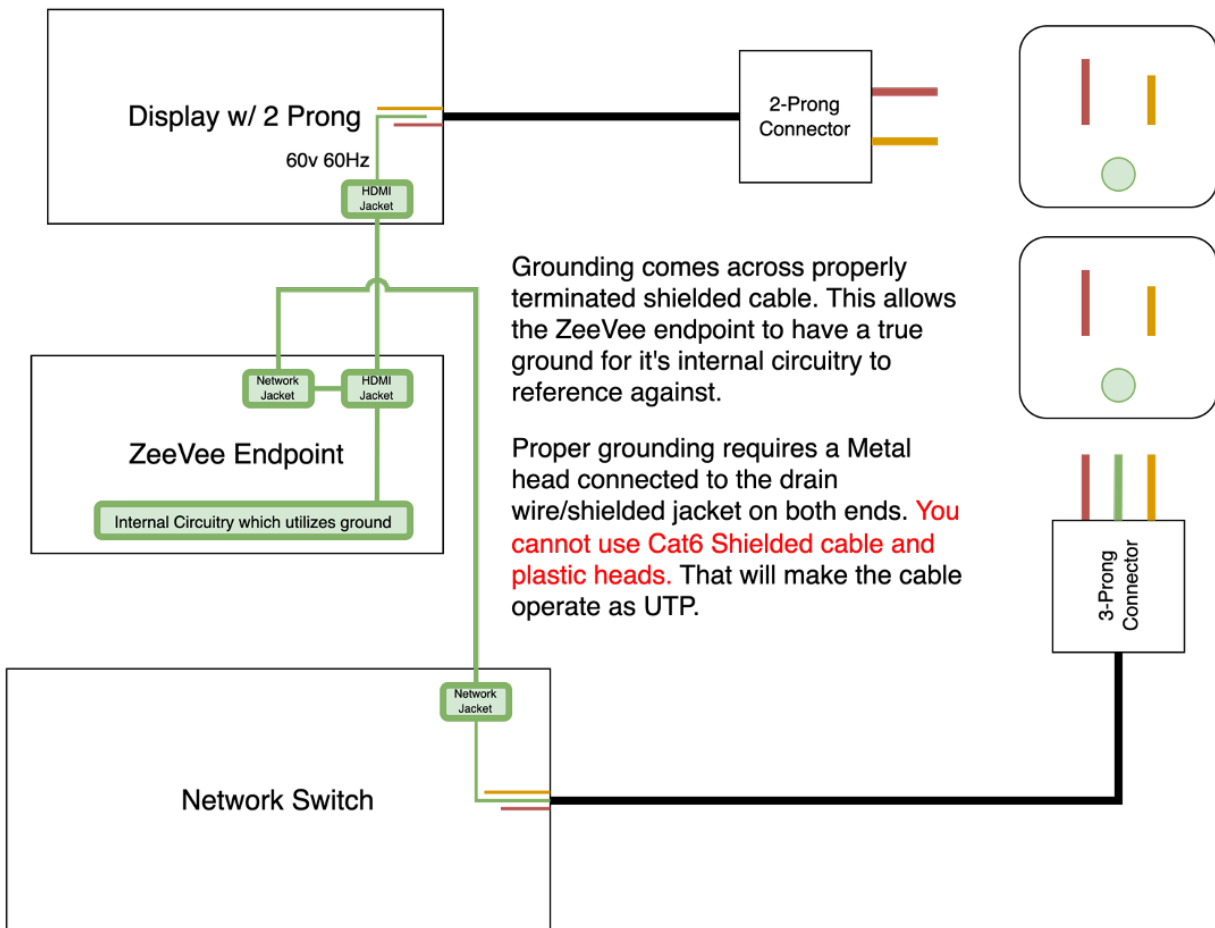 Display w/ 2 Prong
60v 60Hz
HDMI
Jacket
2-Prong
Connector
Grounding comes across properly
terminated shielded cable. This allows
the ZeeVee endpoint to have a true
ground for it's internal circuitry to
reference against.
Network
Jacket
HDMI
Jacket
ZeeVee Endpoint
Internal Circuitry which utilizes ground
Proper grounding requires a Metal
head connected to the drain
wire/shielded jacket on both ends. You
cannot use Cat6 Shielded cable and
plastic heads. That will make the cable
operate as UTP.
3-Prong
Connector
Network
Jacket
Network Switch